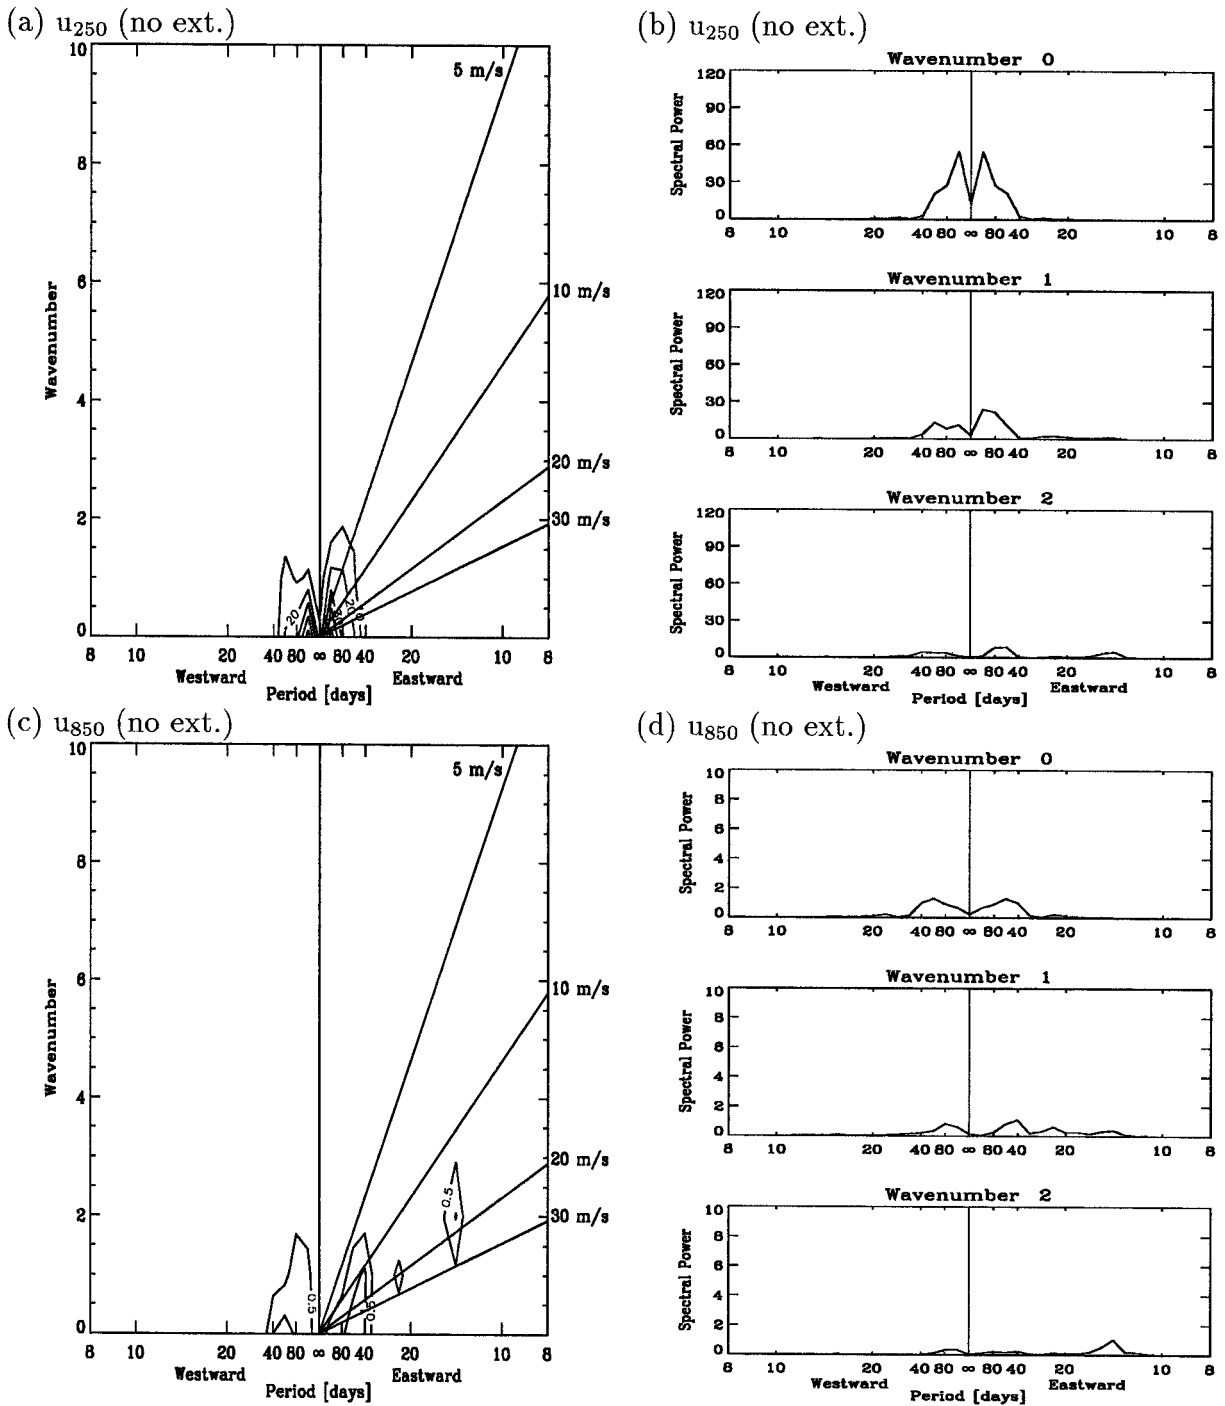 (a) u250 (no ext.)
10
8
6
4
2
0
Wavenumber
5 m/s
10 m/s
20 m/s
30 m/s
20
8 10 20 40 80 ∞ 80 40 20 10 8
Westward Eastward
Period [days]
(b) u250 (no ext.)
Wavenumber 0
120
90
60
30
0
Spectral Power
8 10 20 40 80 ∞ 80 40 20 10 8
Wavenumber 1
120
90
60
30
0
Spectral Power
8 10 20 40 80 ∞ 80 40 20 10 8
Wavenumber 2
120
90
60
30
0
Spectral Power
8 10 20 40 80 ∞ 80 40 20 10 8
Westward Eastward
Period [days]
(c) u850 (no ext.)
10
8
6
4
2
0
Wavenumber
5 m/s
10 m/s
20 m/s
30 m/s
0.5
0.5
8 10 20 40 80 ∞ 80 40 20 10 8
Westward Eastward
Period [days]
(d) u850 (no ext.)
Wavenumber 0
10
8
6
4
2
0
Spectral Power
8 10 20 40 80 ∞ 80 40 20 10 8
Wavenumber 1
10
8
6
4
2
0
Spectral Power
8 10 20 40 80 ∞ 80 40 20 10 8
Wavenumber 2
10
8
6
4
2
0
Spectral Power
8 10 20 40 80 ∞ 80 40 20 10 8
Westward Eastward
Period [days]